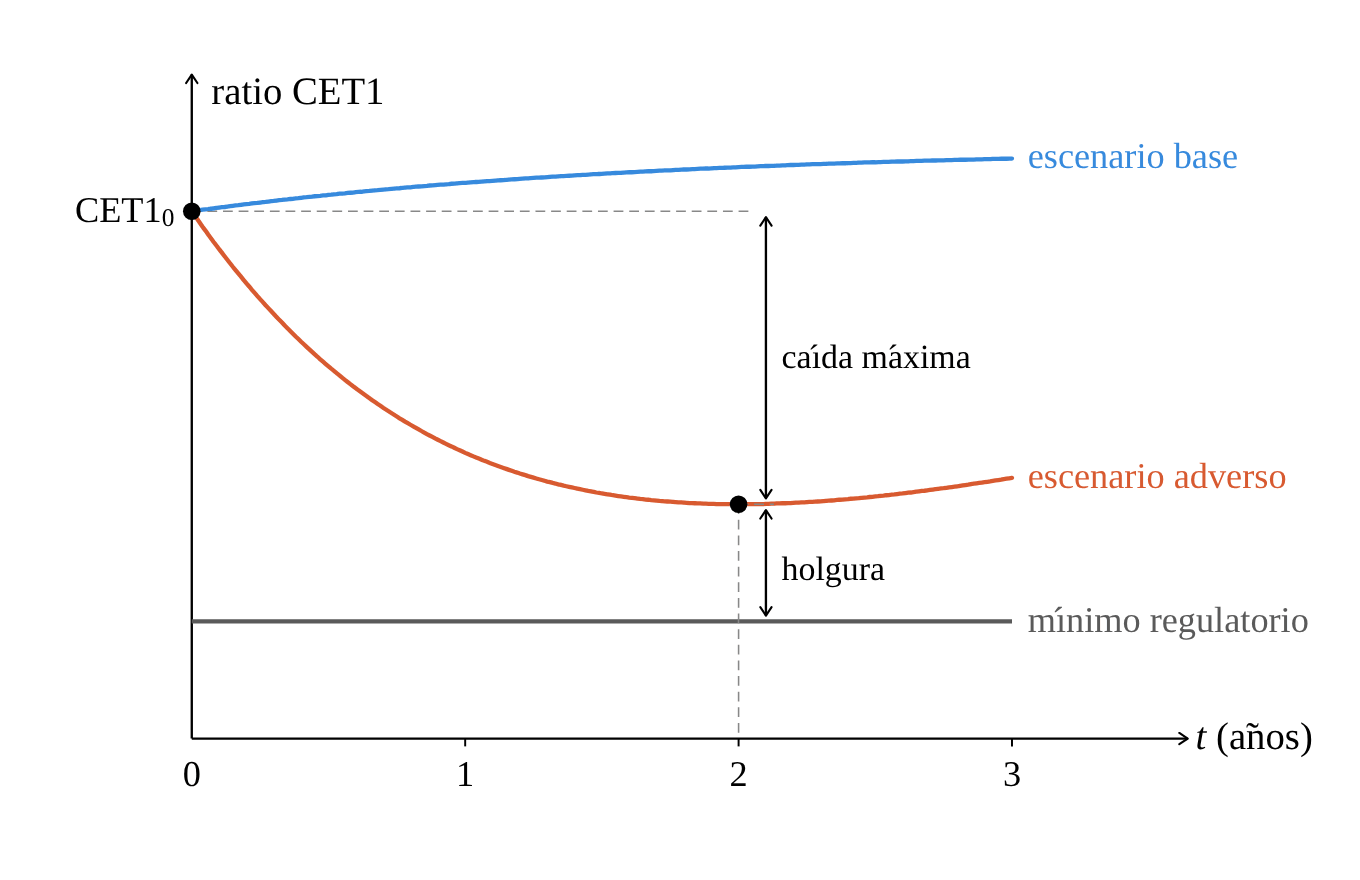 ratio CET1
escenario base
CET1₀
caída máxima
escenario adverso
holgura
mínimo regulatorio
t (años)
0 1 2 3